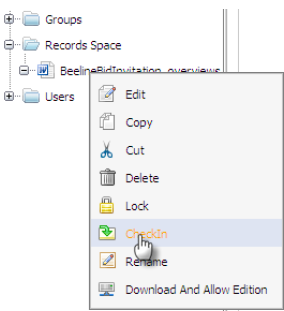 Groups
Records Space
BeelineBidInvitation_overviews
Users
Edit
Copy
Cut
Delete
Lock
CheckIn
Rename
Download And Allow Edition